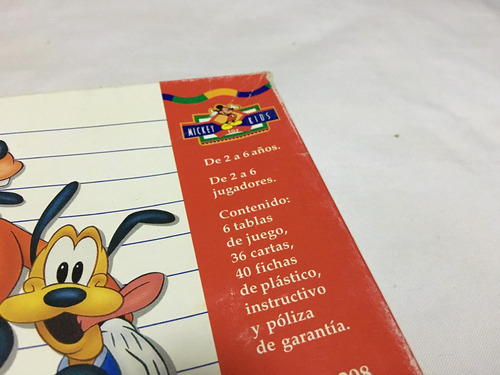 MICKEY FOR KIDS
De 2 a 6 años.
De 2 a 6
jugadores.
Contenido:
6 tablas
de juego,
36 cartas,
40 fichas
de plástico,
instructivo
y póliza
de garantía.